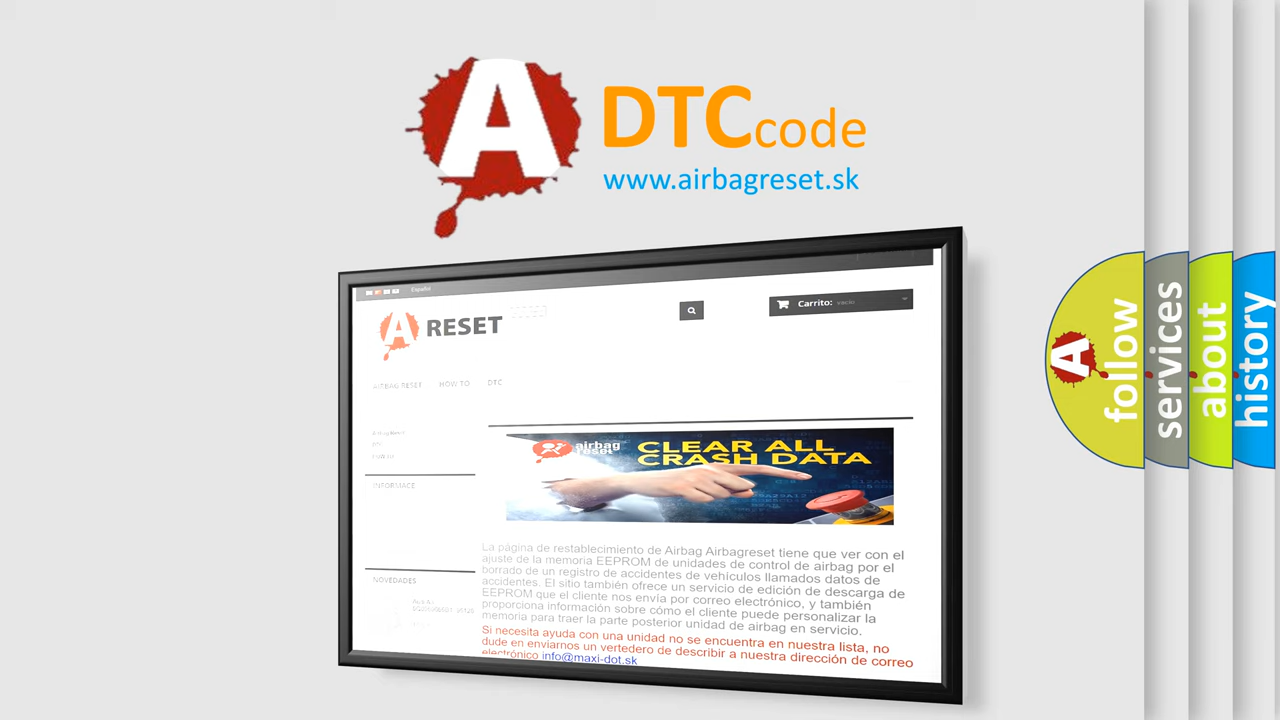 A DTCcode
www.airbagreset.sk
Español
A RESET
Carrito: vacío
AIRBAG RESET HOW TO DTC
INFORMACE
airbag
reset
CLEAR ALL
CRASH DATA
NOVEDADES
La página de restablecimiento de Airbag Airbagreset tiene que ver con el
ajuste de la memoria EEPROM de unidades de control de airbag por el
borrado de un registro de accidentes de vehículos llamados datos de
accidentes. El sitio también ofrece un servicio de edición de descarga de
EEPROM que el cliente nos envía por correo electrónico, y también
proporciona información sobre cómo el cliente puede personalizar la
memoria para traer la parte posterior unidad de airbag en servicio.
Si necesita ayuda con una unidad no se encuentra en nuestra lista, no
dude en enviarnos un vertedero de describir a nuestra dirección de correo
electrónico info@maxi-dot.sk
A follow
services
about
history